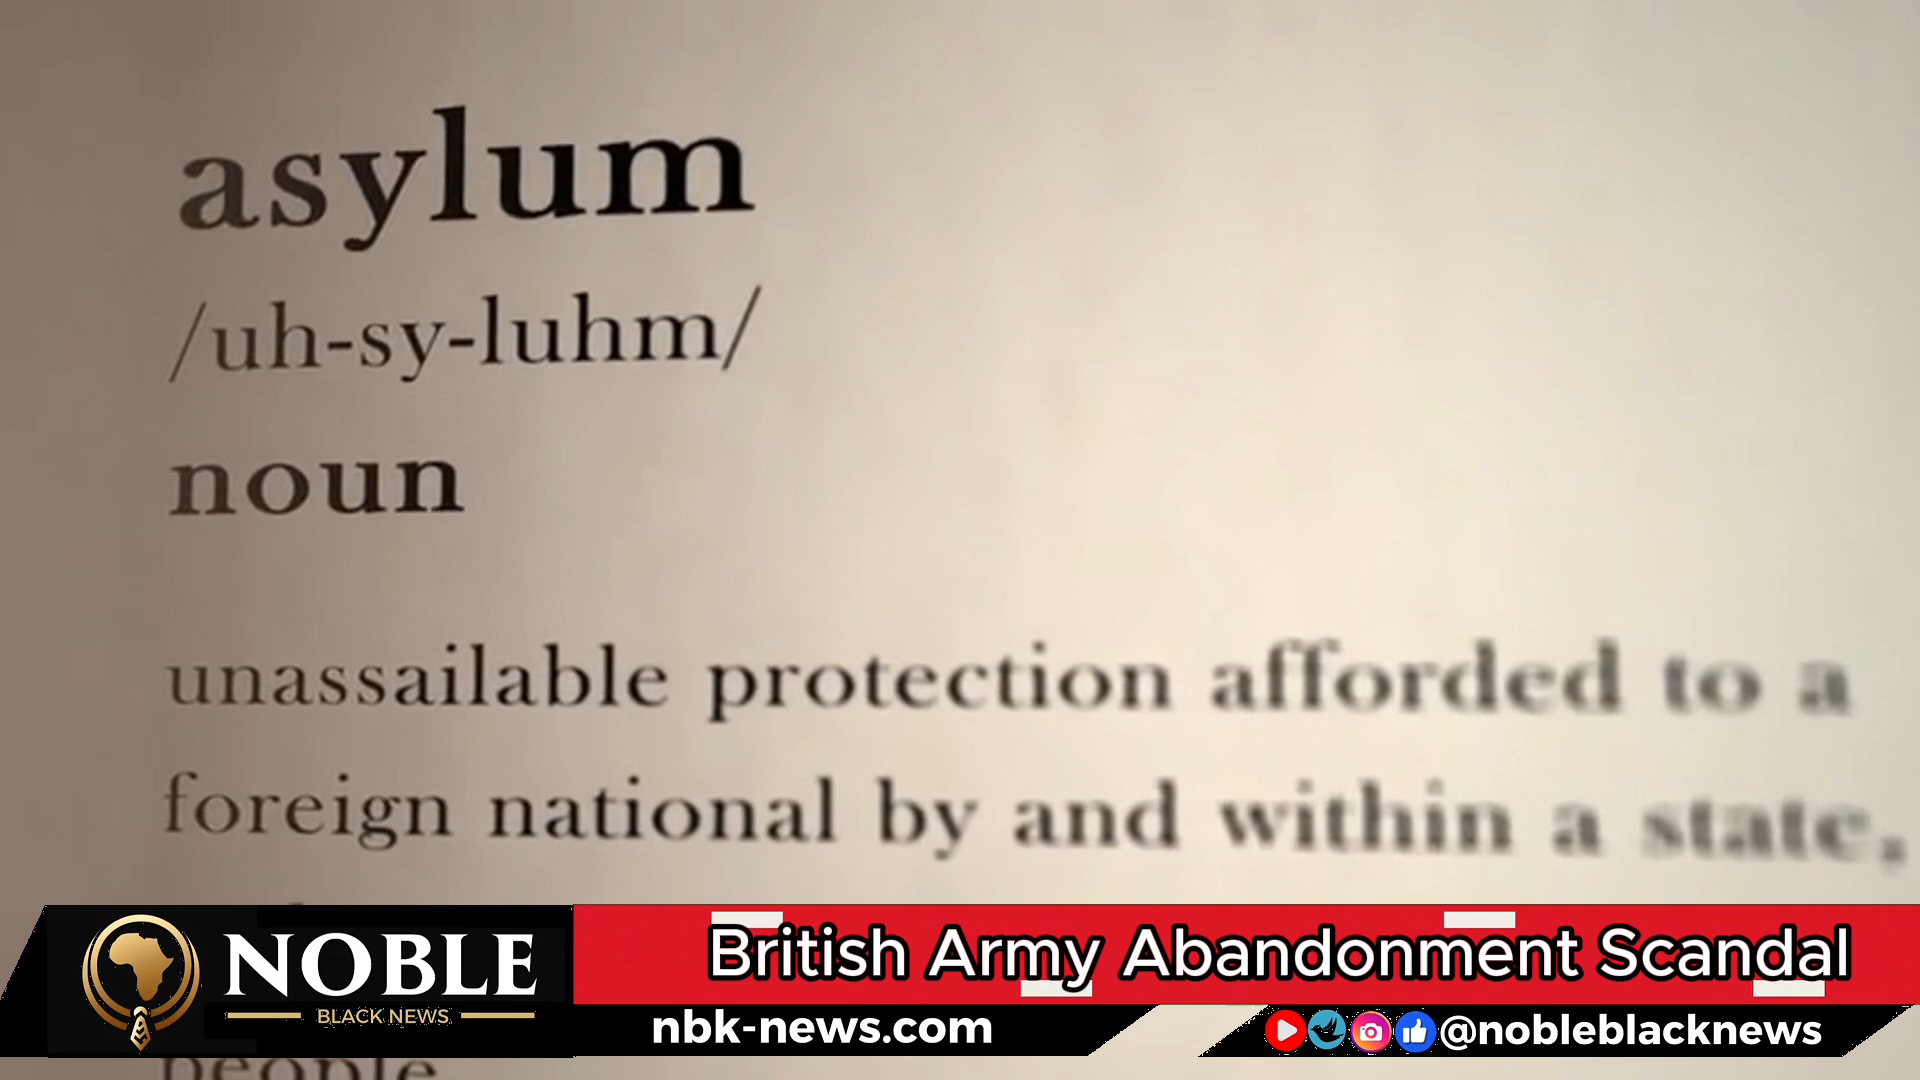 asylum
/uh-sy-luhm/
noun
unassailable protection afforded to a
foreign national by and within a state,
people
NOBLE
BLACK NEWS
British Army Abandonment Scandal
nbk-news.com
@nobleblacknews